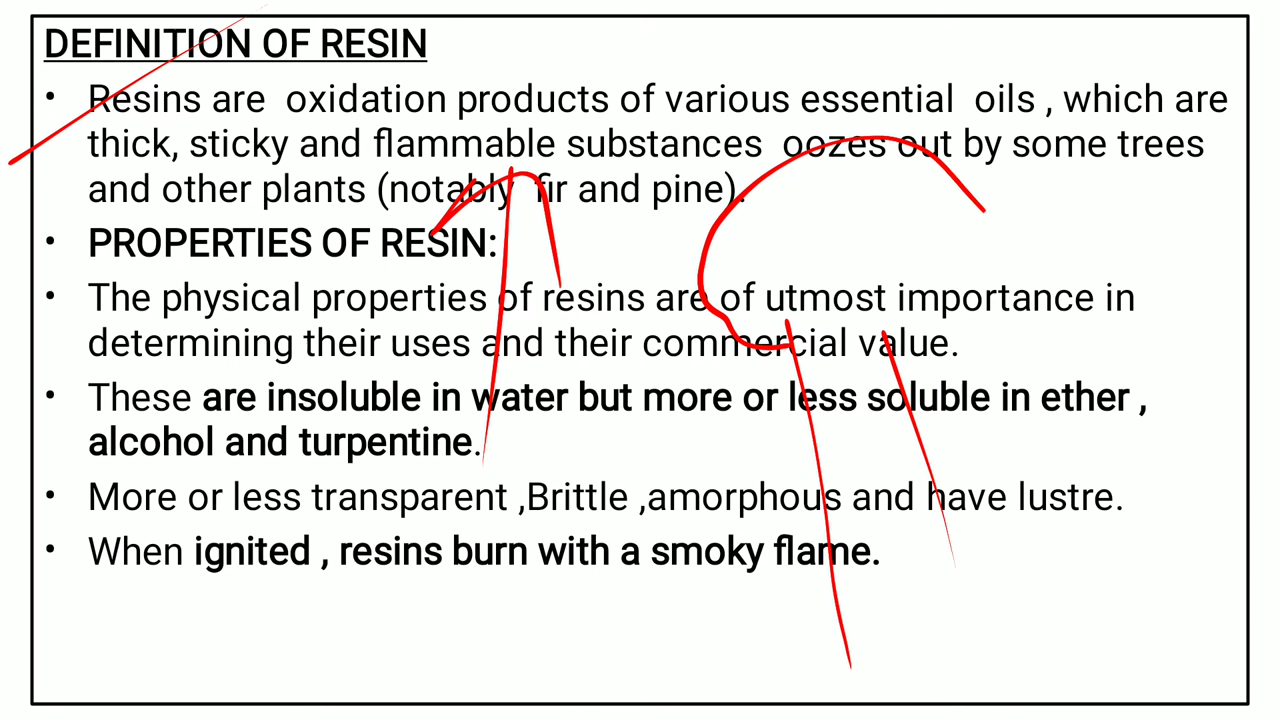 DEFINITION OF RESIN
• Resins are oxidation products of various essential oils , which are
thick, sticky and flammable substances oozes out by some trees
and other plants (notably fir and pine).
• PROPERTIES OF RESIN:
• The physical properties of resins are of utmost importance in
determining their uses and their commercial value.
• These are insoluble in water but more or less soluble in ether ,
alcohol and turpentine.
• More or less transparent ,Brittle ,amorphous and have lustre.
• When ignited , resins burn with a smoky flame.